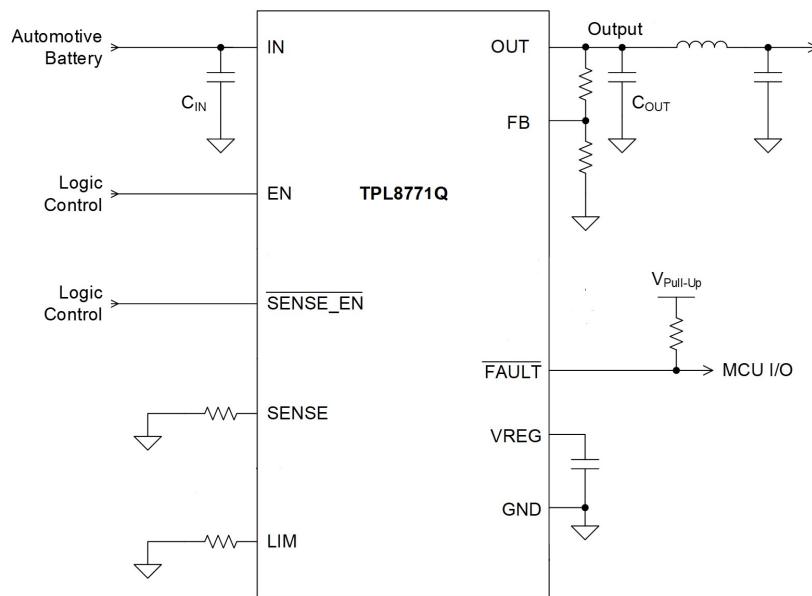 Automotive
Battery
IN
C_IN
OUT
Output
C_OUT
FB
Logic
Control
EN
TPL8771Q
Logic
Control
SENSE_EN
V_Pull-Up
FAULT
MCU I/O
SENSE
VREG
GND
LIM